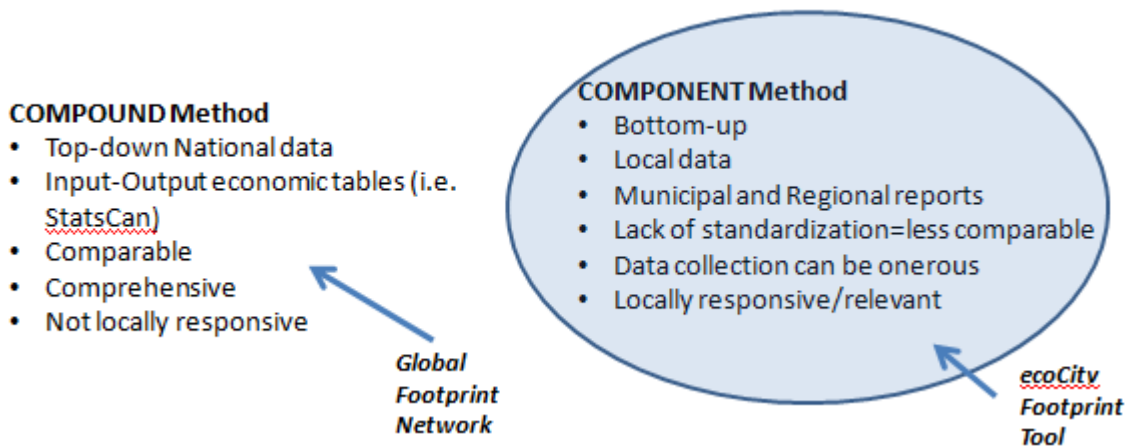 COMPOUND Method
• Top-down National data
• Input-Output economic tables (i.e.
StatsCan)
• Comparable
• Comprehensive
• Not locally responsive
Global
Footprint
Network
COMPONENT Method
• Bottom-up
• Local data
• Municipal and Regional reports
• Lack of standardization=less comparable
• Data collection can be onerous
• Locally responsive/relevant
ecoCity
Footprint
Tool